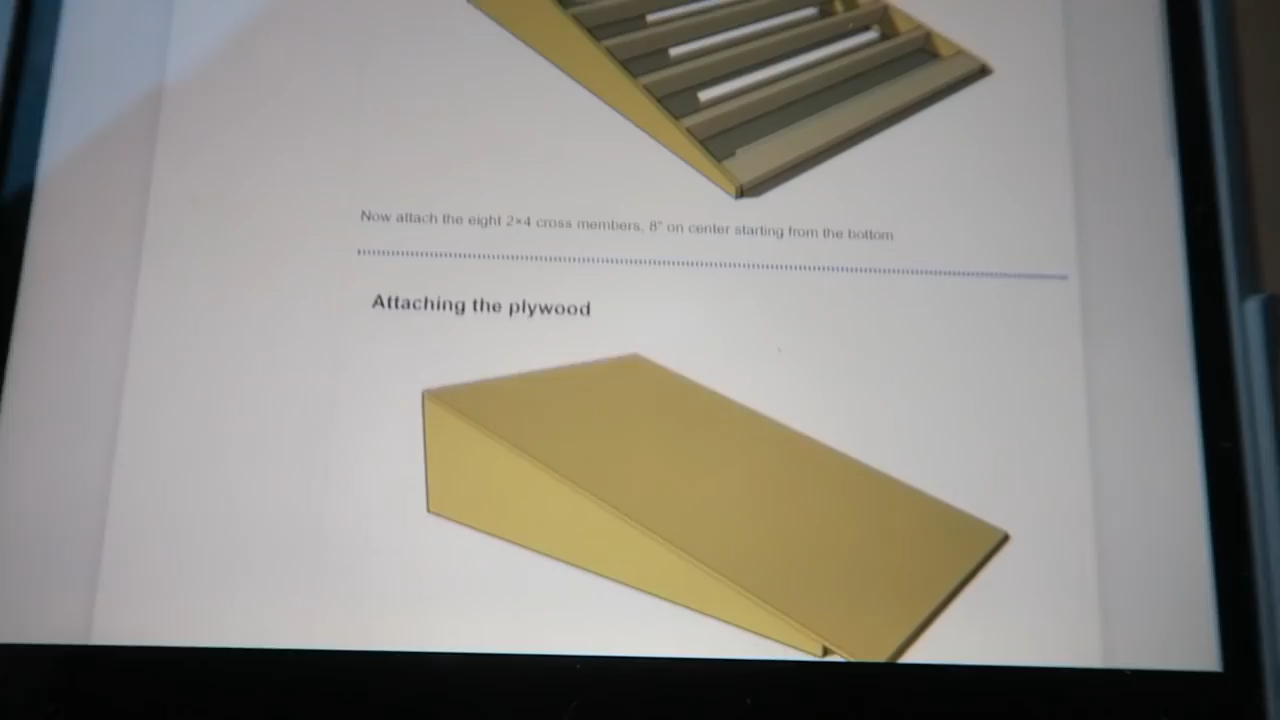 Now attach the eight 2×4 cross members, 8" on center starting from the bottom
Attaching the plywood